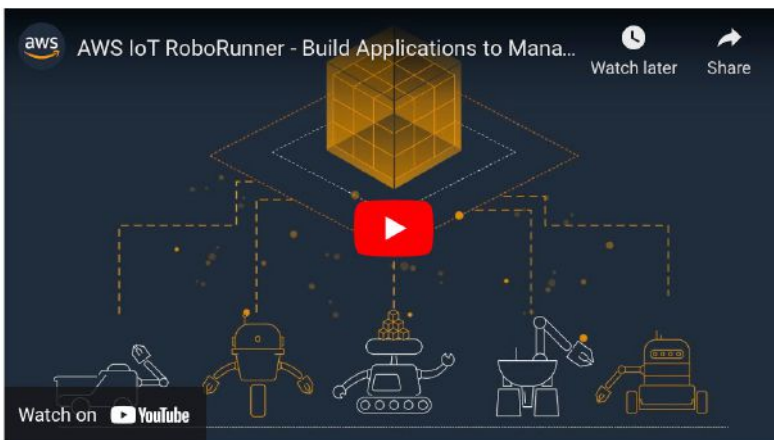 aws
AWS IoT RoboRunner - Build Applications to Mana...
Watch later
Share
Watch on YouTube